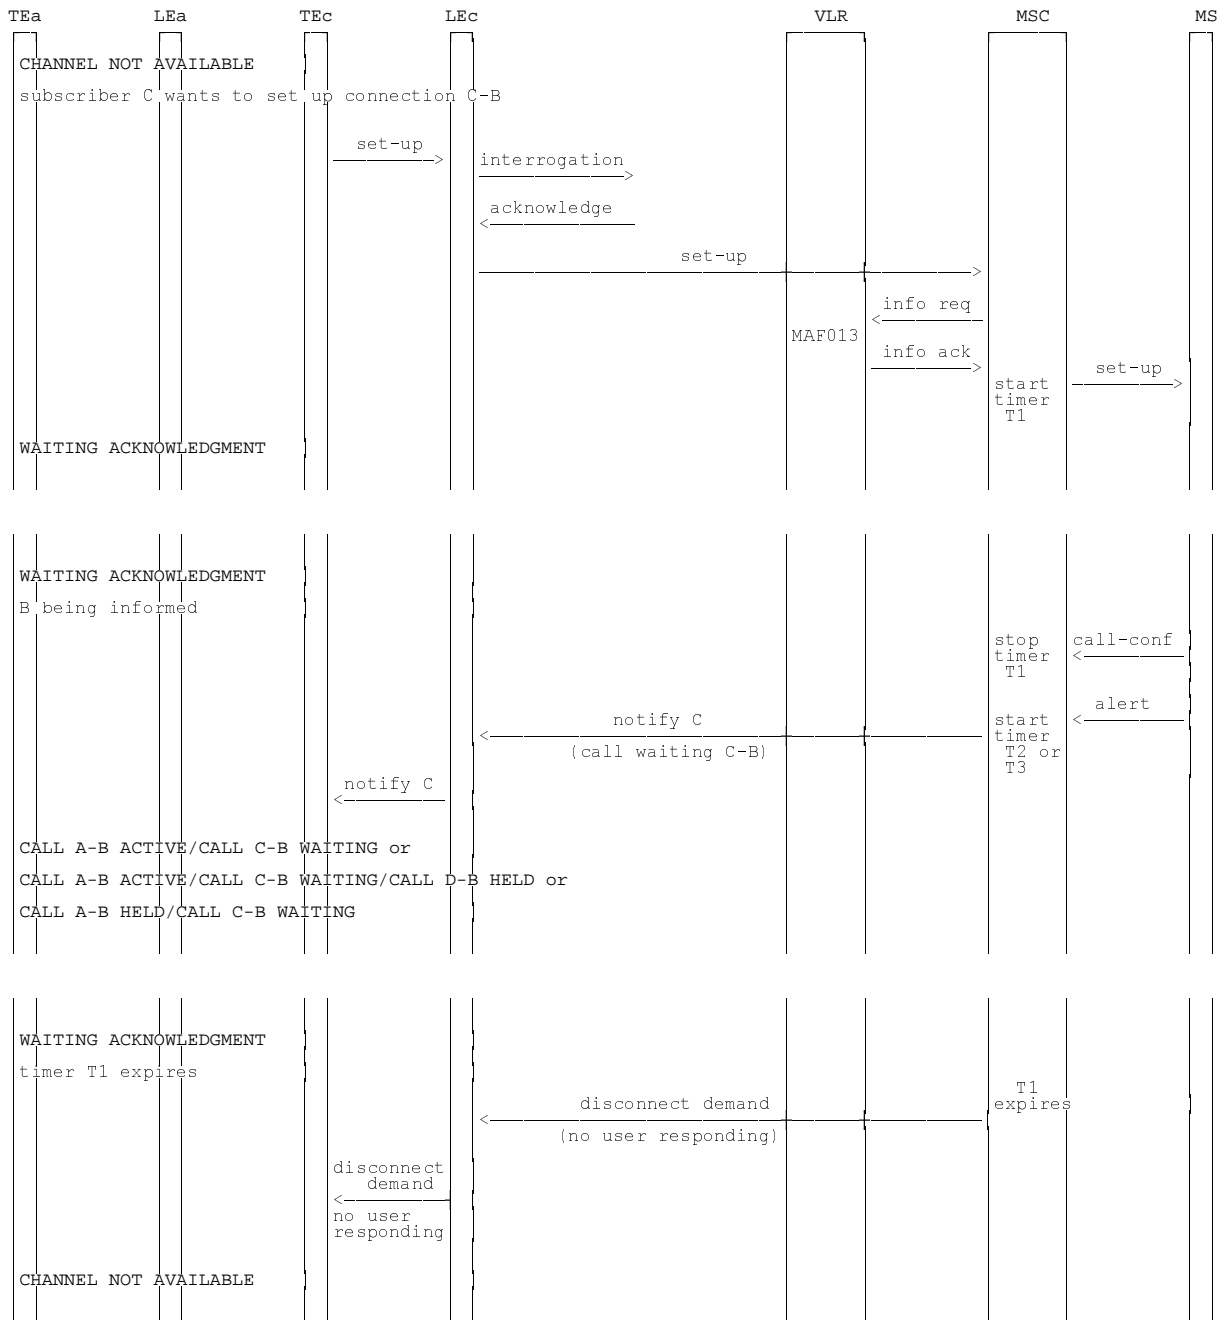 TEa LEa TEc LEc VLR MSC MS
CHANNEL NOT AVAILABLE
subscriber C wants to set up connection C-B
set-up
interrogation
acknowledge
set-up
info req
MAF013
info ack
set-up
start
timer
T1
WAITING ACKNOWLEDGMENT
WAITING ACKNOWLEDGMENT
B being informed
stop
timer
T1
call-conf
alert
notify C
(call waiting C-B)
start
timer
T2 or
T3
notify C
CALL A-B ACTIVE/CALL C-B WAITING or
CALL A-B ACTIVE/CALL C-B WAITING/CALL D-B HELD or
CALL A-B HELD/CALL C-B WAITING
WAITING ACKNOWLEDGMENT
timer T1 expires
T1
expires
disconnect demand
(no user responding)
disconnect
demand
no user
responding
CHANNEL NOT AVAILABLE